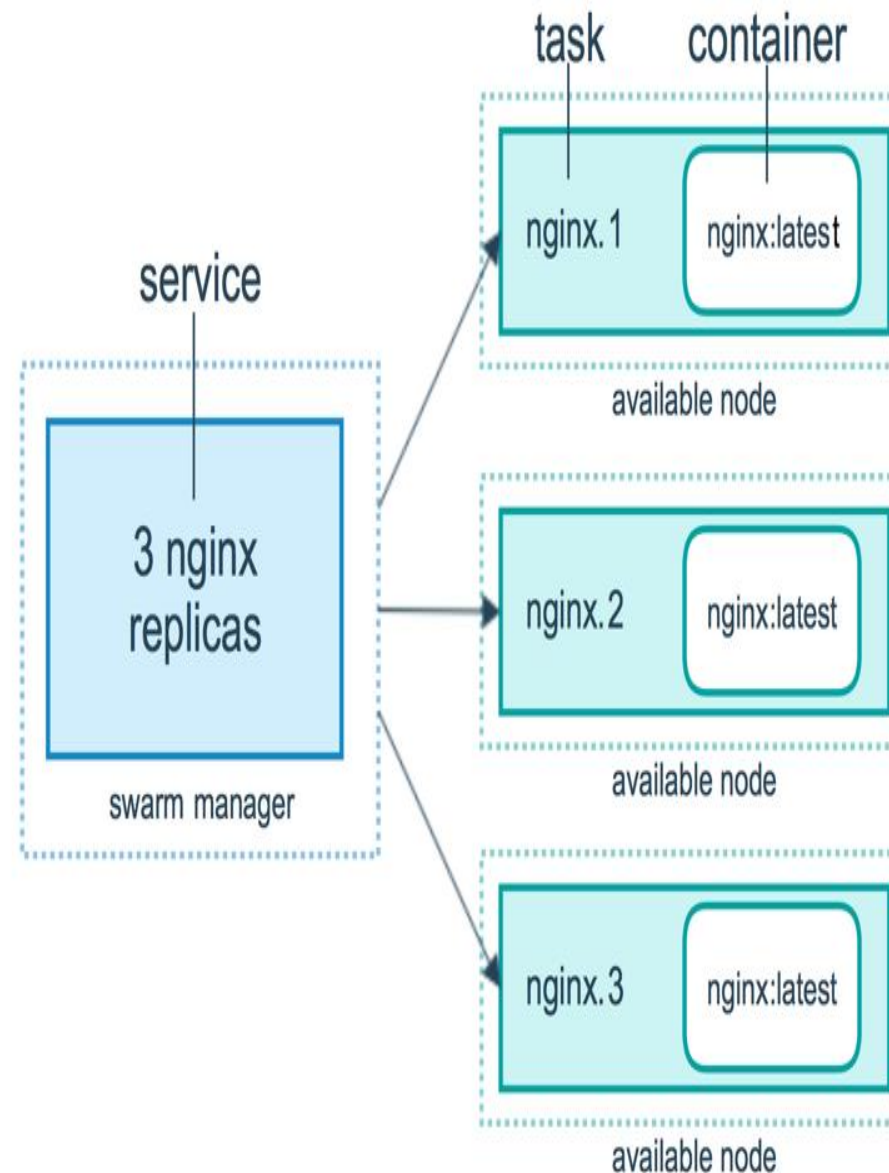 task
container
nginx.1
nginx:latest
available node
service
3 nginx
replicas
swarm manager
nginx.2
nginx:latest
available node
nginx.3
nginx:latest
available node